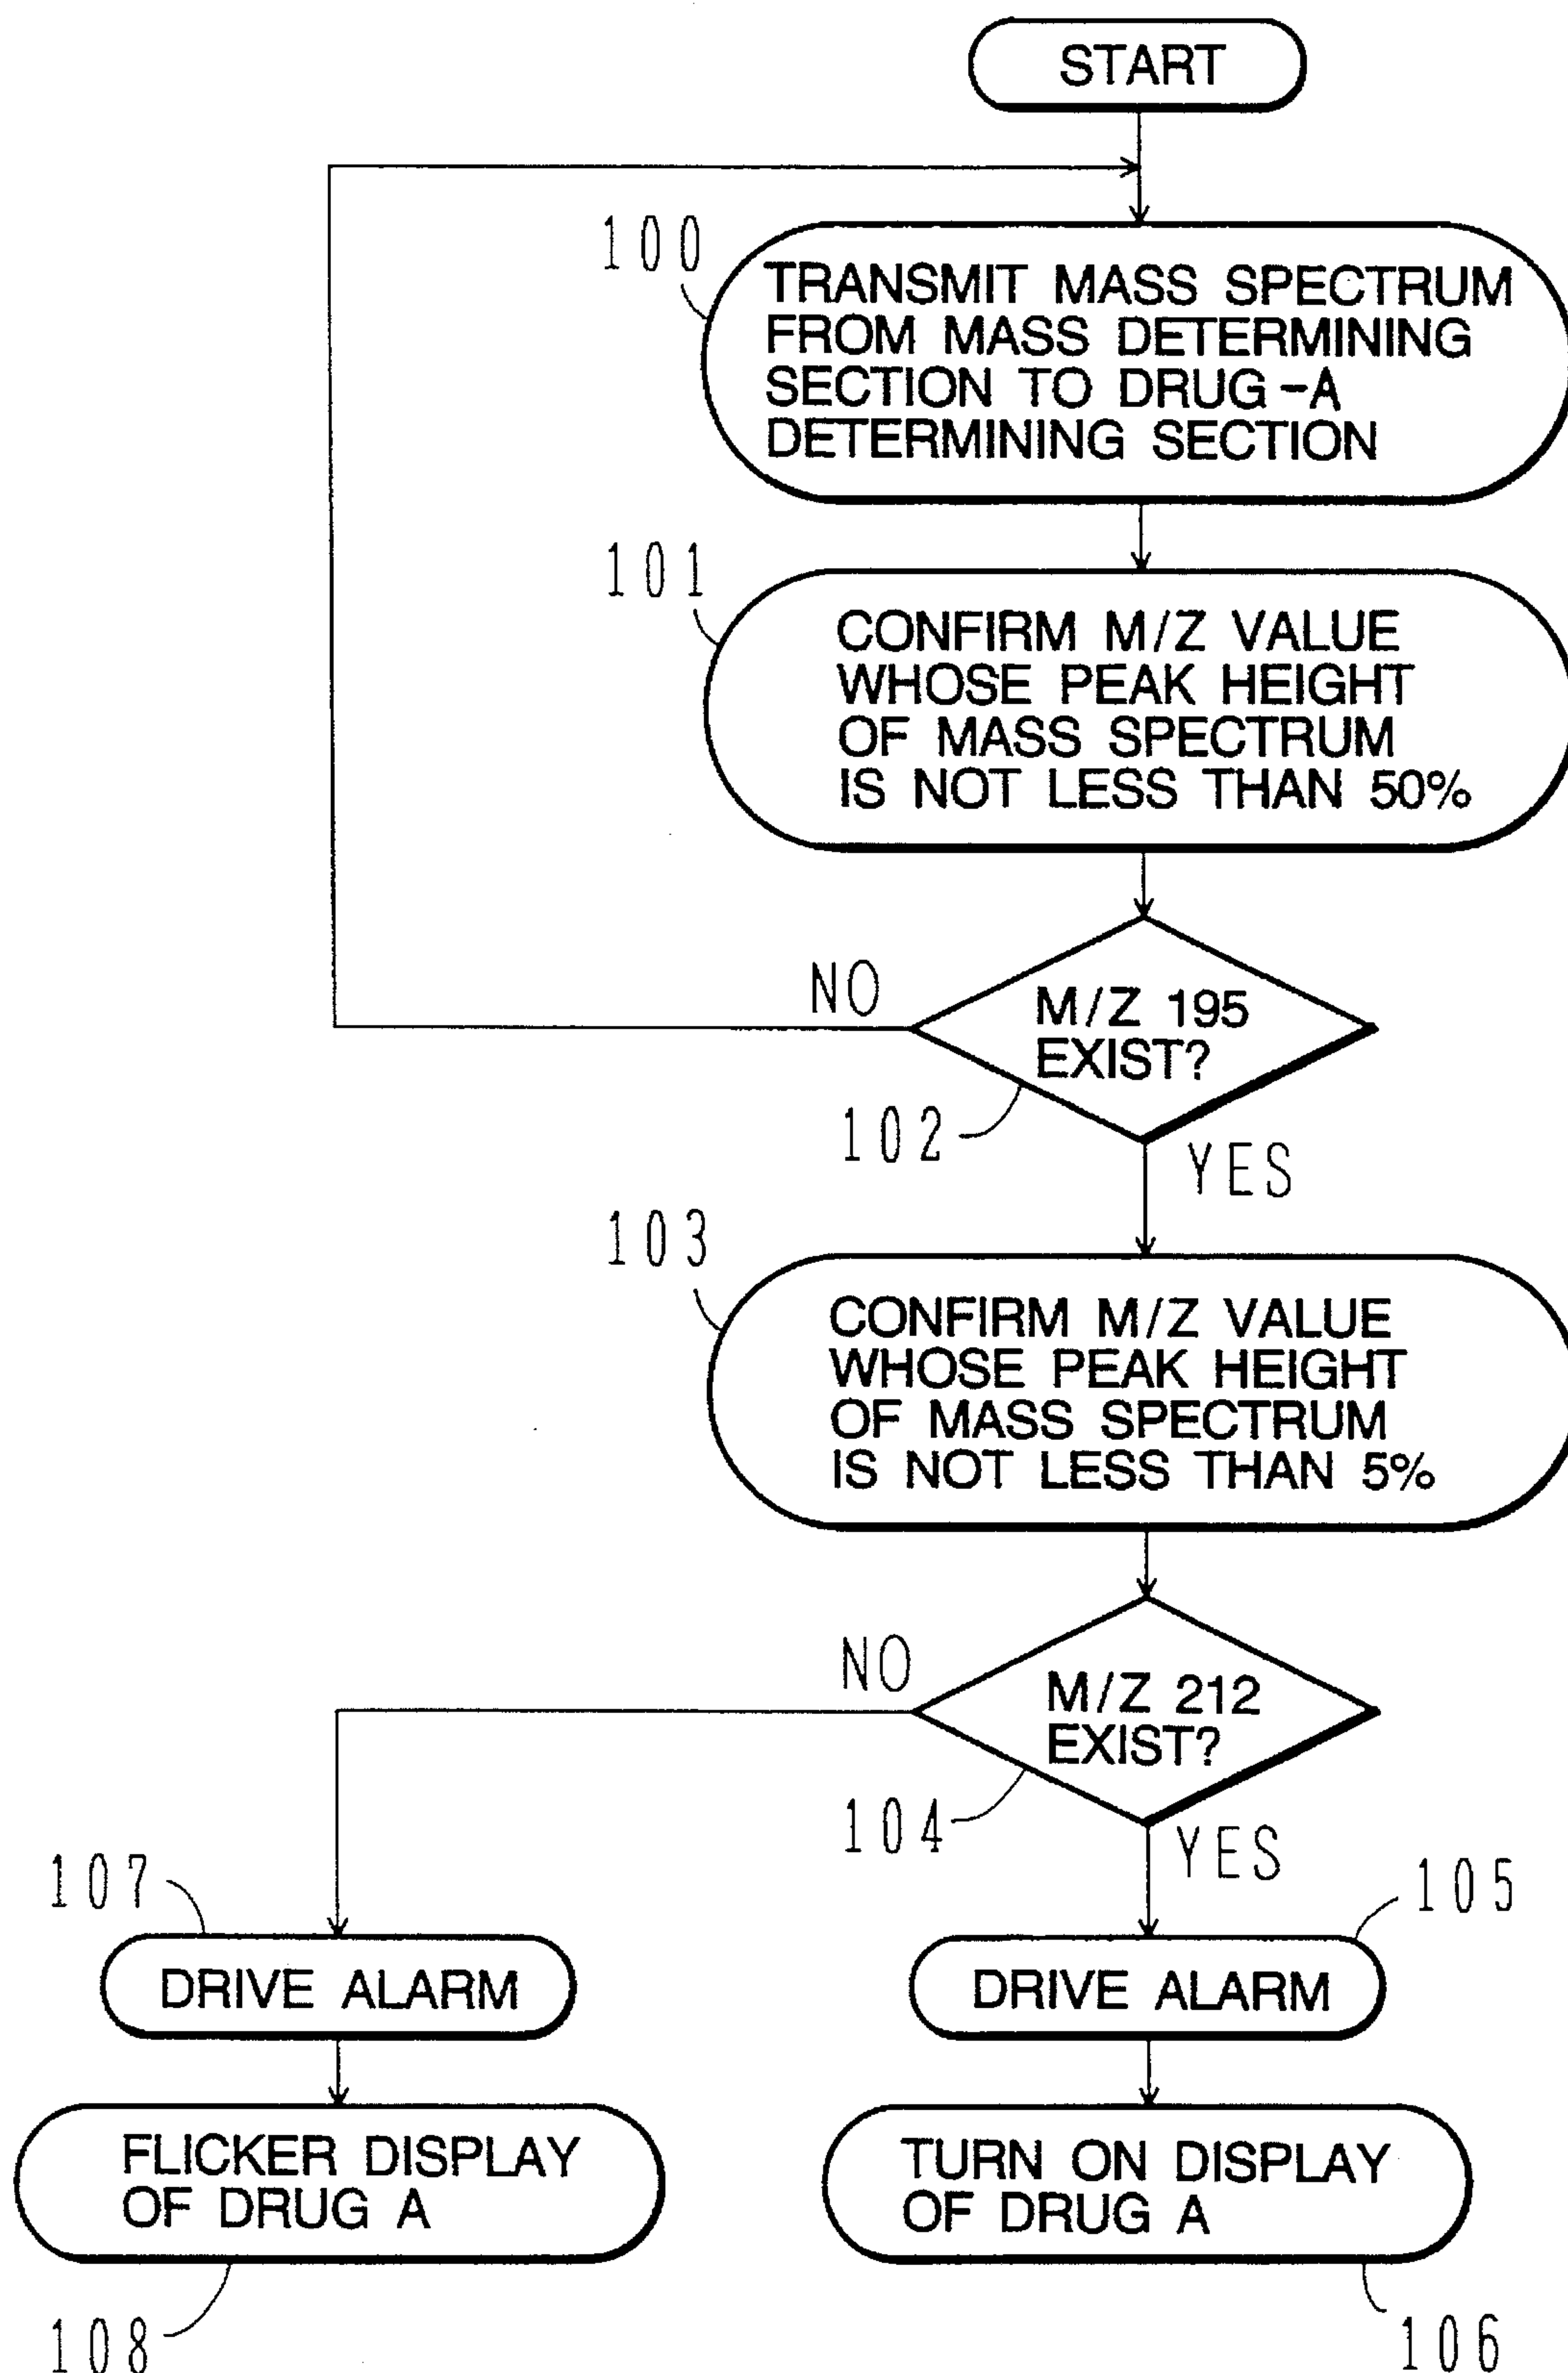 START
100
TRANSMIT MASS SPECTRUM
FROM MASS DETERMINING
SECTION TO DRUG-A
DETERMINING SECTION
101
CONFIRM M/Z VALUE
WHOSE PEAK HEIGHT
OF MASS SPECTRUM
IS NOT LESS THAN 50%
NO
M/Z 195
EXIST?
102
YES
103
CONFIRM M/Z VALUE
WHOSE PEAK HEIGHT
OF MASS SPECTRUM
IS NOT LESS THAN 5%
NO
M/Z 212
EXIST?
104
YES
107
105
DRIVE ALARM
DRIVE ALARM
FLICKER DISPLAY
OF DRUG A
TURN ON DISPLAY
OF DRUG A
108
106